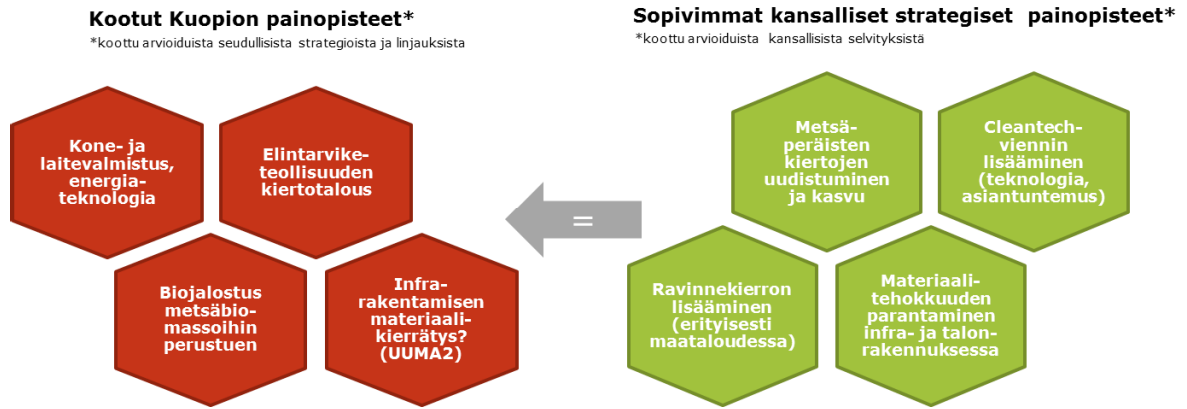 Kootut Kuopion painopisteet*
*koottu arvioiduista seudullisista strategioista ja linjauksista
Kone- ja
laitevalmistus,
energia-
teknologia
Elintarvike-
teollisuuden
kiertotalous
Biojalostus
metsäbio-
massoihin
perustuen
Infra-
rakentamisen
materiaali-
kierrätys?
(UUMA2)
=
Sopivimmat kansalliset strategiset painopisteet*
*koottu arvioiduista kansallisista selvityksistä
Metsä-
peräisten
kiertojen
uudistuminen
ja kasvu
Cleantech-
viennin
lisääminen
(teknologia,
asiantuntemus)
Ravinnekierron
lisääminen
(erityisesti
maataloudessa)
Materiaali-
tehokkuuden
parantaminen
infra- ja talon-
rakennuksessa